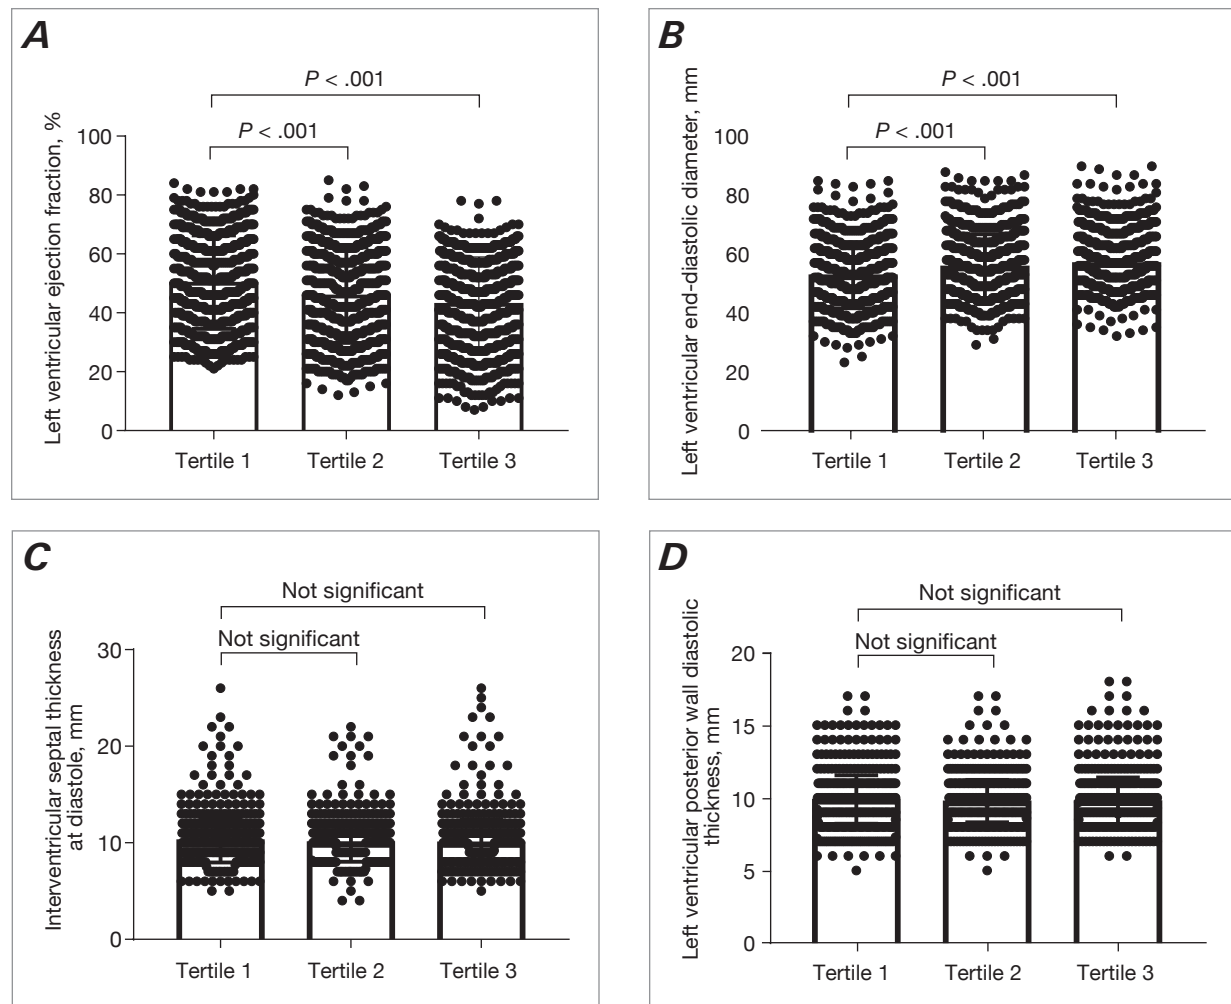 A
P < .001
P < .001
Left ventricular ejection fraction, %
100
80
60
40
20
0
Tertile 1
Tertile 2
Tertile 3
B
P < .001
P < .001
Left ventricular end-diastolic diameter, mm
100
80
60
40
20
0
Tertile 1
Tertile 2
Tertile 3
C
Not significant
Not significant
Interventricular septal thickness
at diastole, mm
30
20
10
0
Tertile 1
Tertile 2
Tertile 3
D
Not significant
Not significant
Left ventricular posterior wall diastolic
thickness, mm
20
15
10
5
0
Tertile 1
Tertile 2
Tertile 3